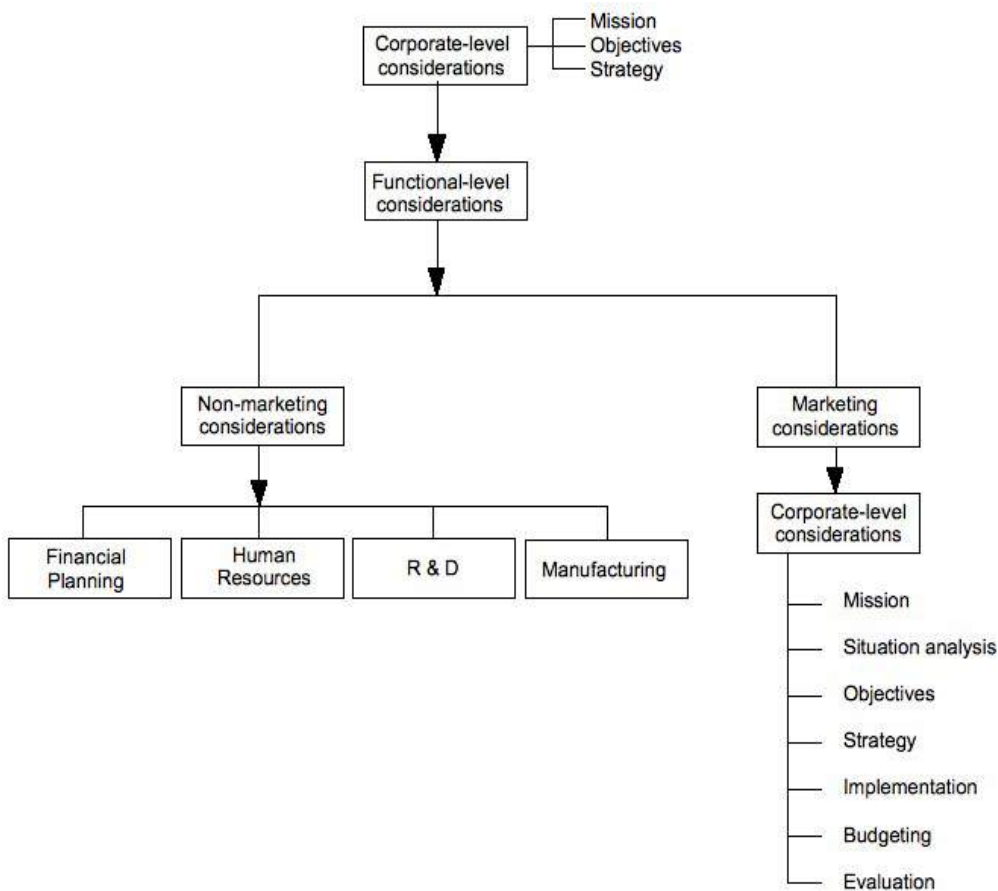 Corporate-level
considerations
Mission
Objectives
Strategy
Functional-level
considerations
Non-marketing
considerations
Marketing
considerations
Financial
Planning
Human
Resources
R & D
Manufacturing
Corporate-level
considerations
Mission
Situation analysis
Objectives
Strategy
Implementation
Budgeting
Evaluation